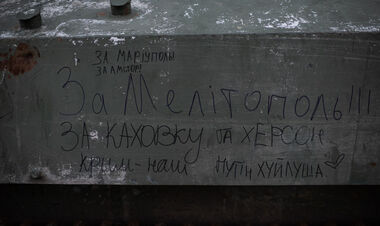 ЗА МАРІУПОЛЬ
ЗА АМСТОР!
За Мелітополь!!!
ЗА КАХОВКУ та ХЕРСОН
КРИМ-наш ПУТІН ХУЙЛУША